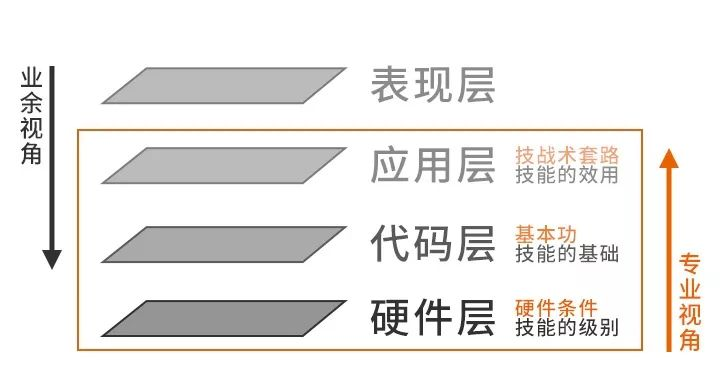 业余视角
表现层
应用层
技战术套路
技能的效用
代码层
基本功
技能的基础
硬件层
硬件条件
技能的级别
专业视角